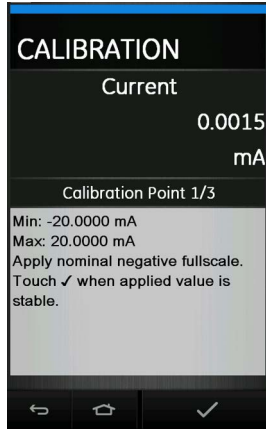 CALIBRATION
Current
0.0015
mA
Calibration Point 1/3
Min: -20.0000 mA
Max: 20.0000 mA
Apply nominal negative fullscale.
Touch ✓ when applied value is
stable.